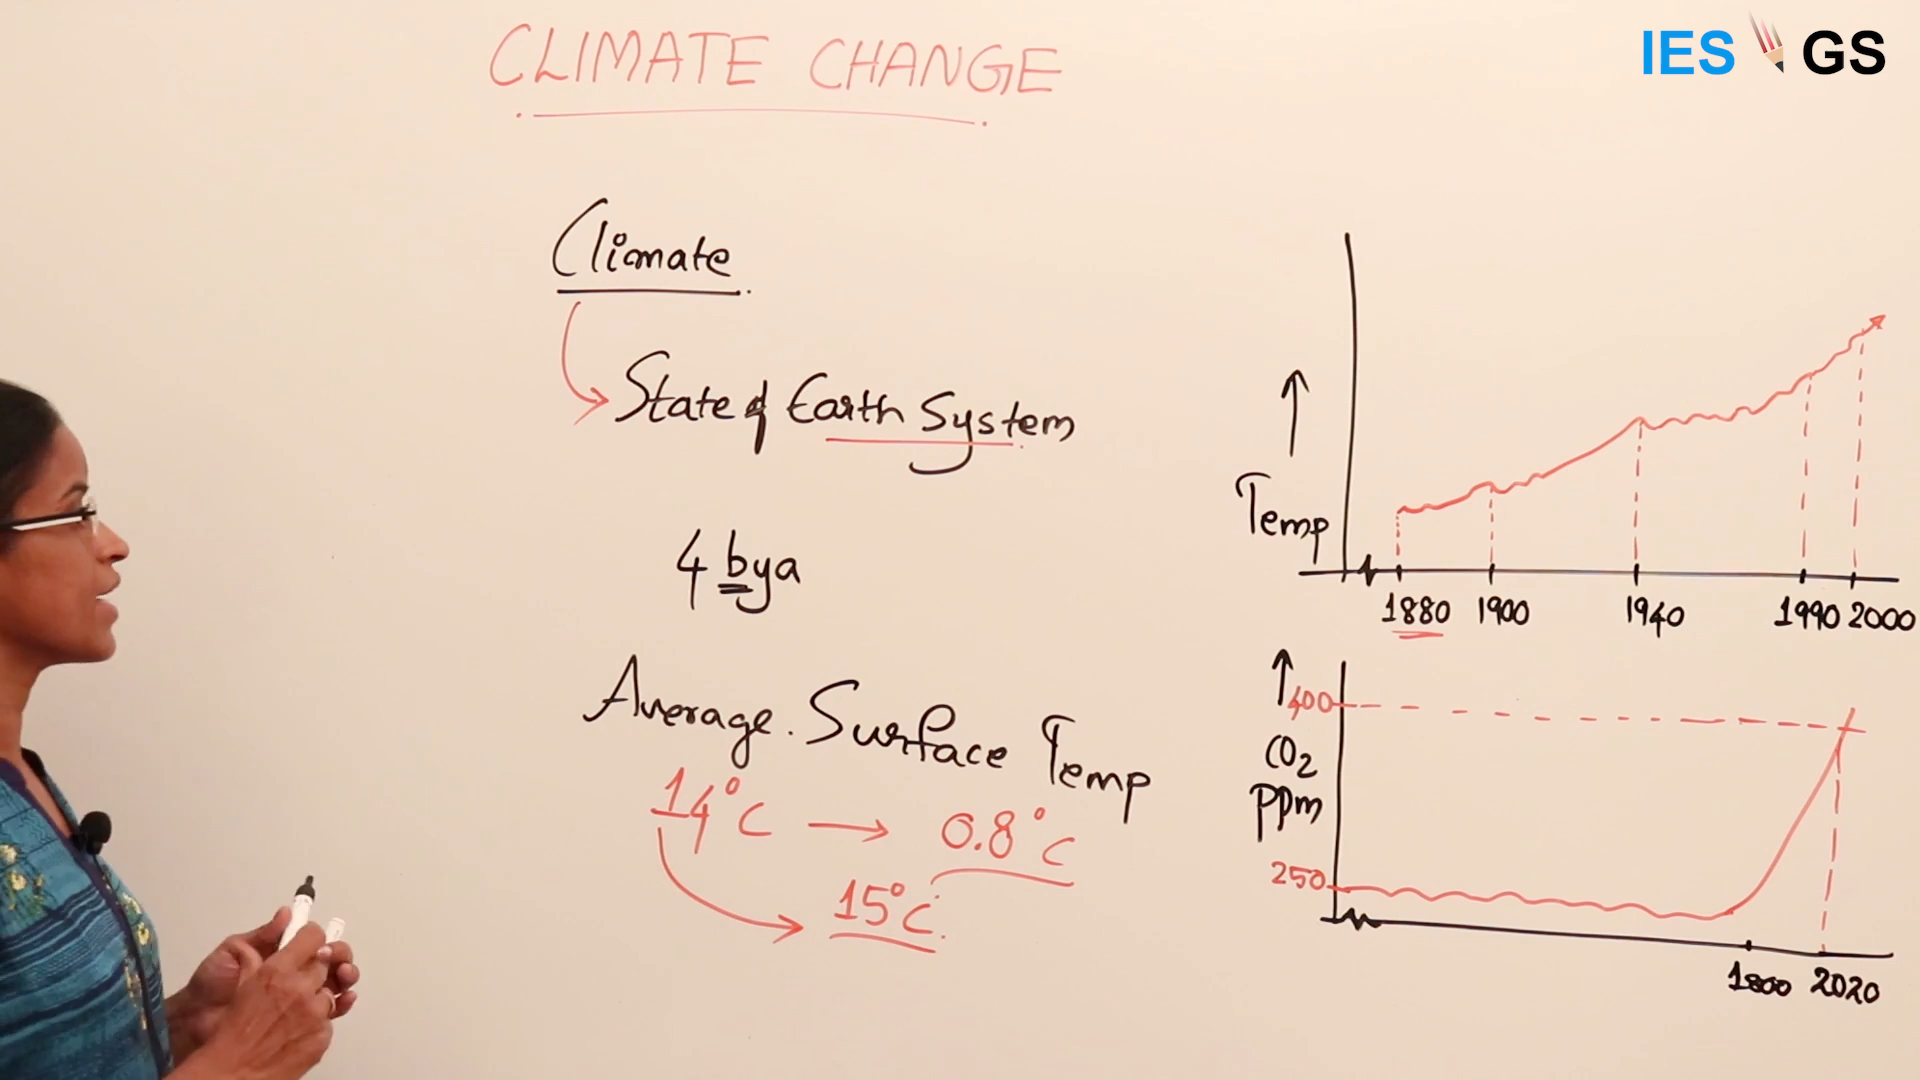 IES GS
CLIMATE CHANGE
Climate
State of Earth System
4 bya
Average. Surface Temp
14°C → 0.8°C
15°C.
Temp
1880 1900 1940 1990 2000
400
CO2
PPm
250
1800 2020